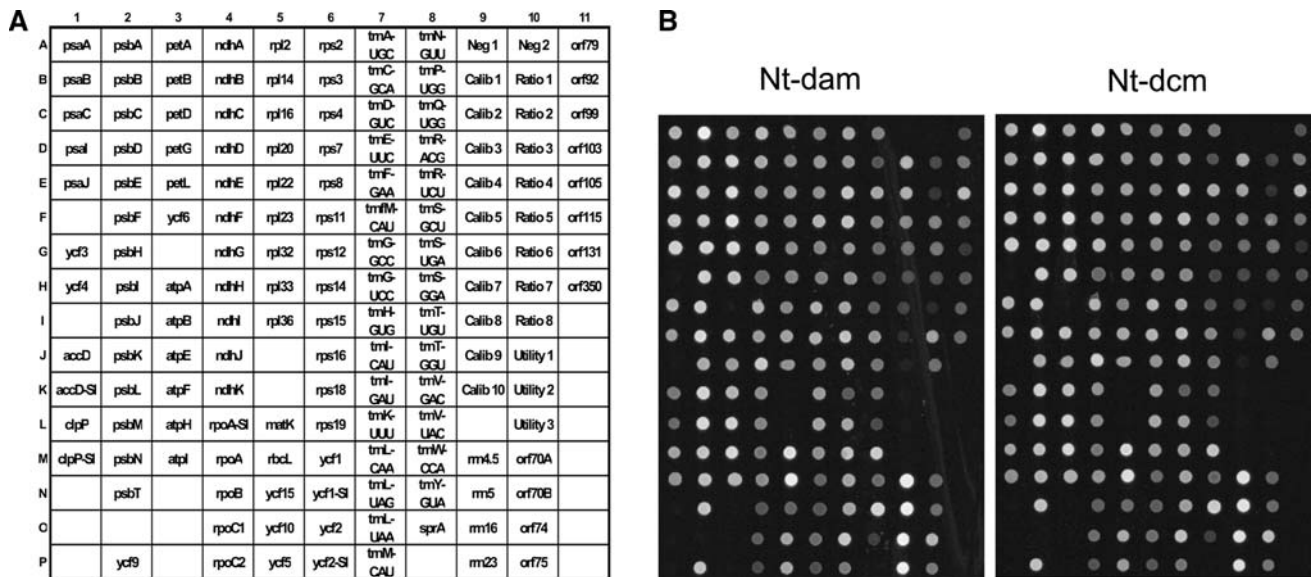 A
1 2 3 4 5 6 7 8 9 10 11
A psaA psbA petA ndhA rpl2 rps2 trnA-UGC trnN-GUU Neg 1 Neg 2 orf79
B psaB psbB petB ndhB rpl14 rps3 trnC-GCA trnP-UGG Calib 1 Ratio 1 orf92
C psaC psbC petD ndhC rpl16 rps4 trnD-GUC trnQ-UGG Calib 2 Ratio 2 orf99
D psaI psbD petG ndhD rpl20 rps7 trnE-UUC trnR-ACG Calib 3 Ratio 3 orf103
E psaJ psbE petL ndhE rpl22 rps8 trnF-GAA trnR-UCU Calib 4 Ratio 4 orf105
F psbF ycf6 ndhF rpl23 rps11 trnfM-CAU trnS-GCU Calib 5 Ratio 5 orf115
G ycf3 psbH ndhG rpl32 rps12 trnG-GCC trnS-UGA Calib 6 Ratio 6 orf131
H ycf4 psbI atpA ndhH rpl33 rps14 trnG-UCC trnS-GGA Calib 7 Ratio 7 orf350
I psbJ atpB ndhI rpl36 rps15 trnH-GUG trnT-UGU Calib 8 Ratio 8
J accD psbK atpE ndhJ rps16 trnI-CAU trnT-GGU Calib 9 Utility 1
K accD-SI psbL atpF ndhK rps18 trnI-GAU trnV-GAC Calib 10 Utility 2
L clpP psbM atpH rpoA-SI matK rps19 trnK-UUU trnV-UAC Utility 3
M clpP-SI psbN atpI rpoA rbcL ycf1 trnL-CAA trnW-CCA rrn4.5 orf70A
N psbT rpoB ycf15 ycf1-SI trnL-UAG trnY-GUA rrn5 orf70B
O rpoC1 ycf10 ycf2 trnL-UAA sprA rrn16 orf74
P ycf9 rpoC2 ycf5 ycf2-SI trnM-CAU rrn23 orf75
B
Nt-dam Nt-dcm